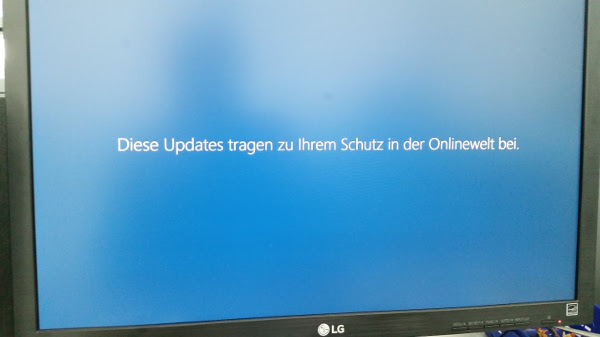 Diese Updates tragen zu Ihrem Schutz in der Onlinewelt bei.
LG